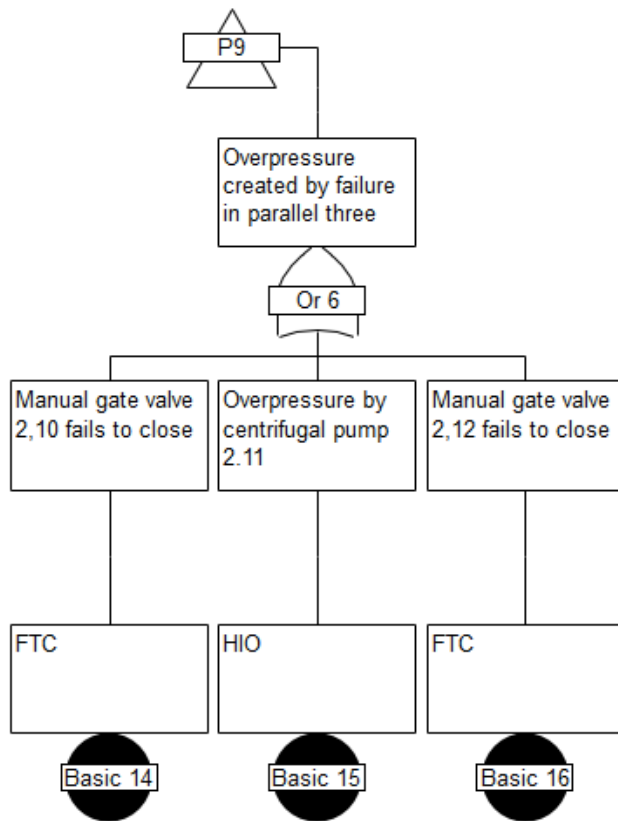 P9
Overpressure
created by failure
in parallel three
Or 6
Manual gate valve
2,10 fails to close
Overpressure by
centrifugal pump
2.11
Manual gate valve
2,12 fails to close
FTC
HIO
FTC
Basic 14
Basic 15
Basic 16